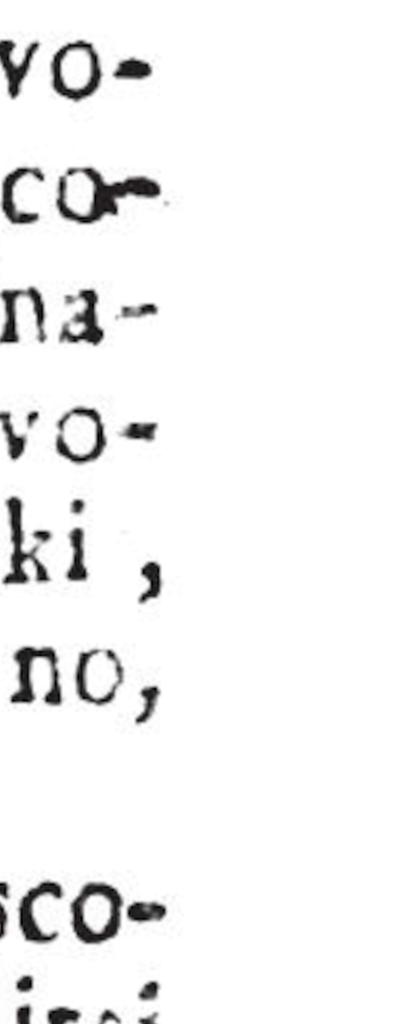 vo-
co-
na-
vo-
ki ,
no,
sco-